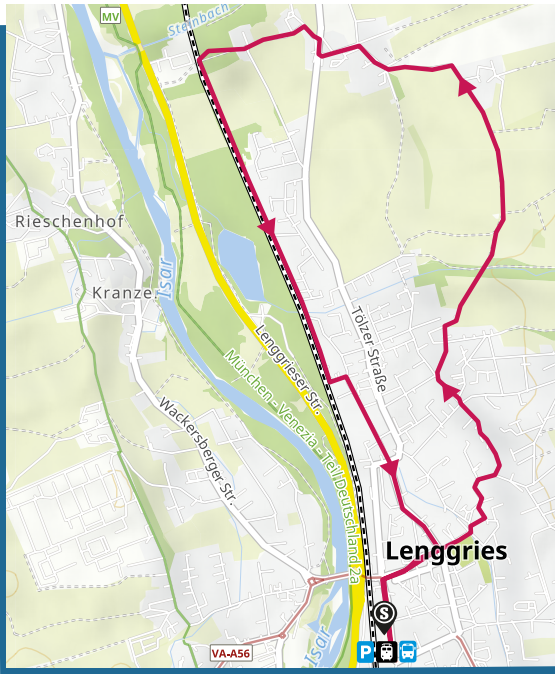 MV
Steinbach
Rieschenhof
Isar
Kranzer
Tölzer Straße
Lenggrieser Str.
München - Venezia - Teil Deutschland 2a
Wackersberger Str.
Lenggries
S
P
VA-A56
Isar